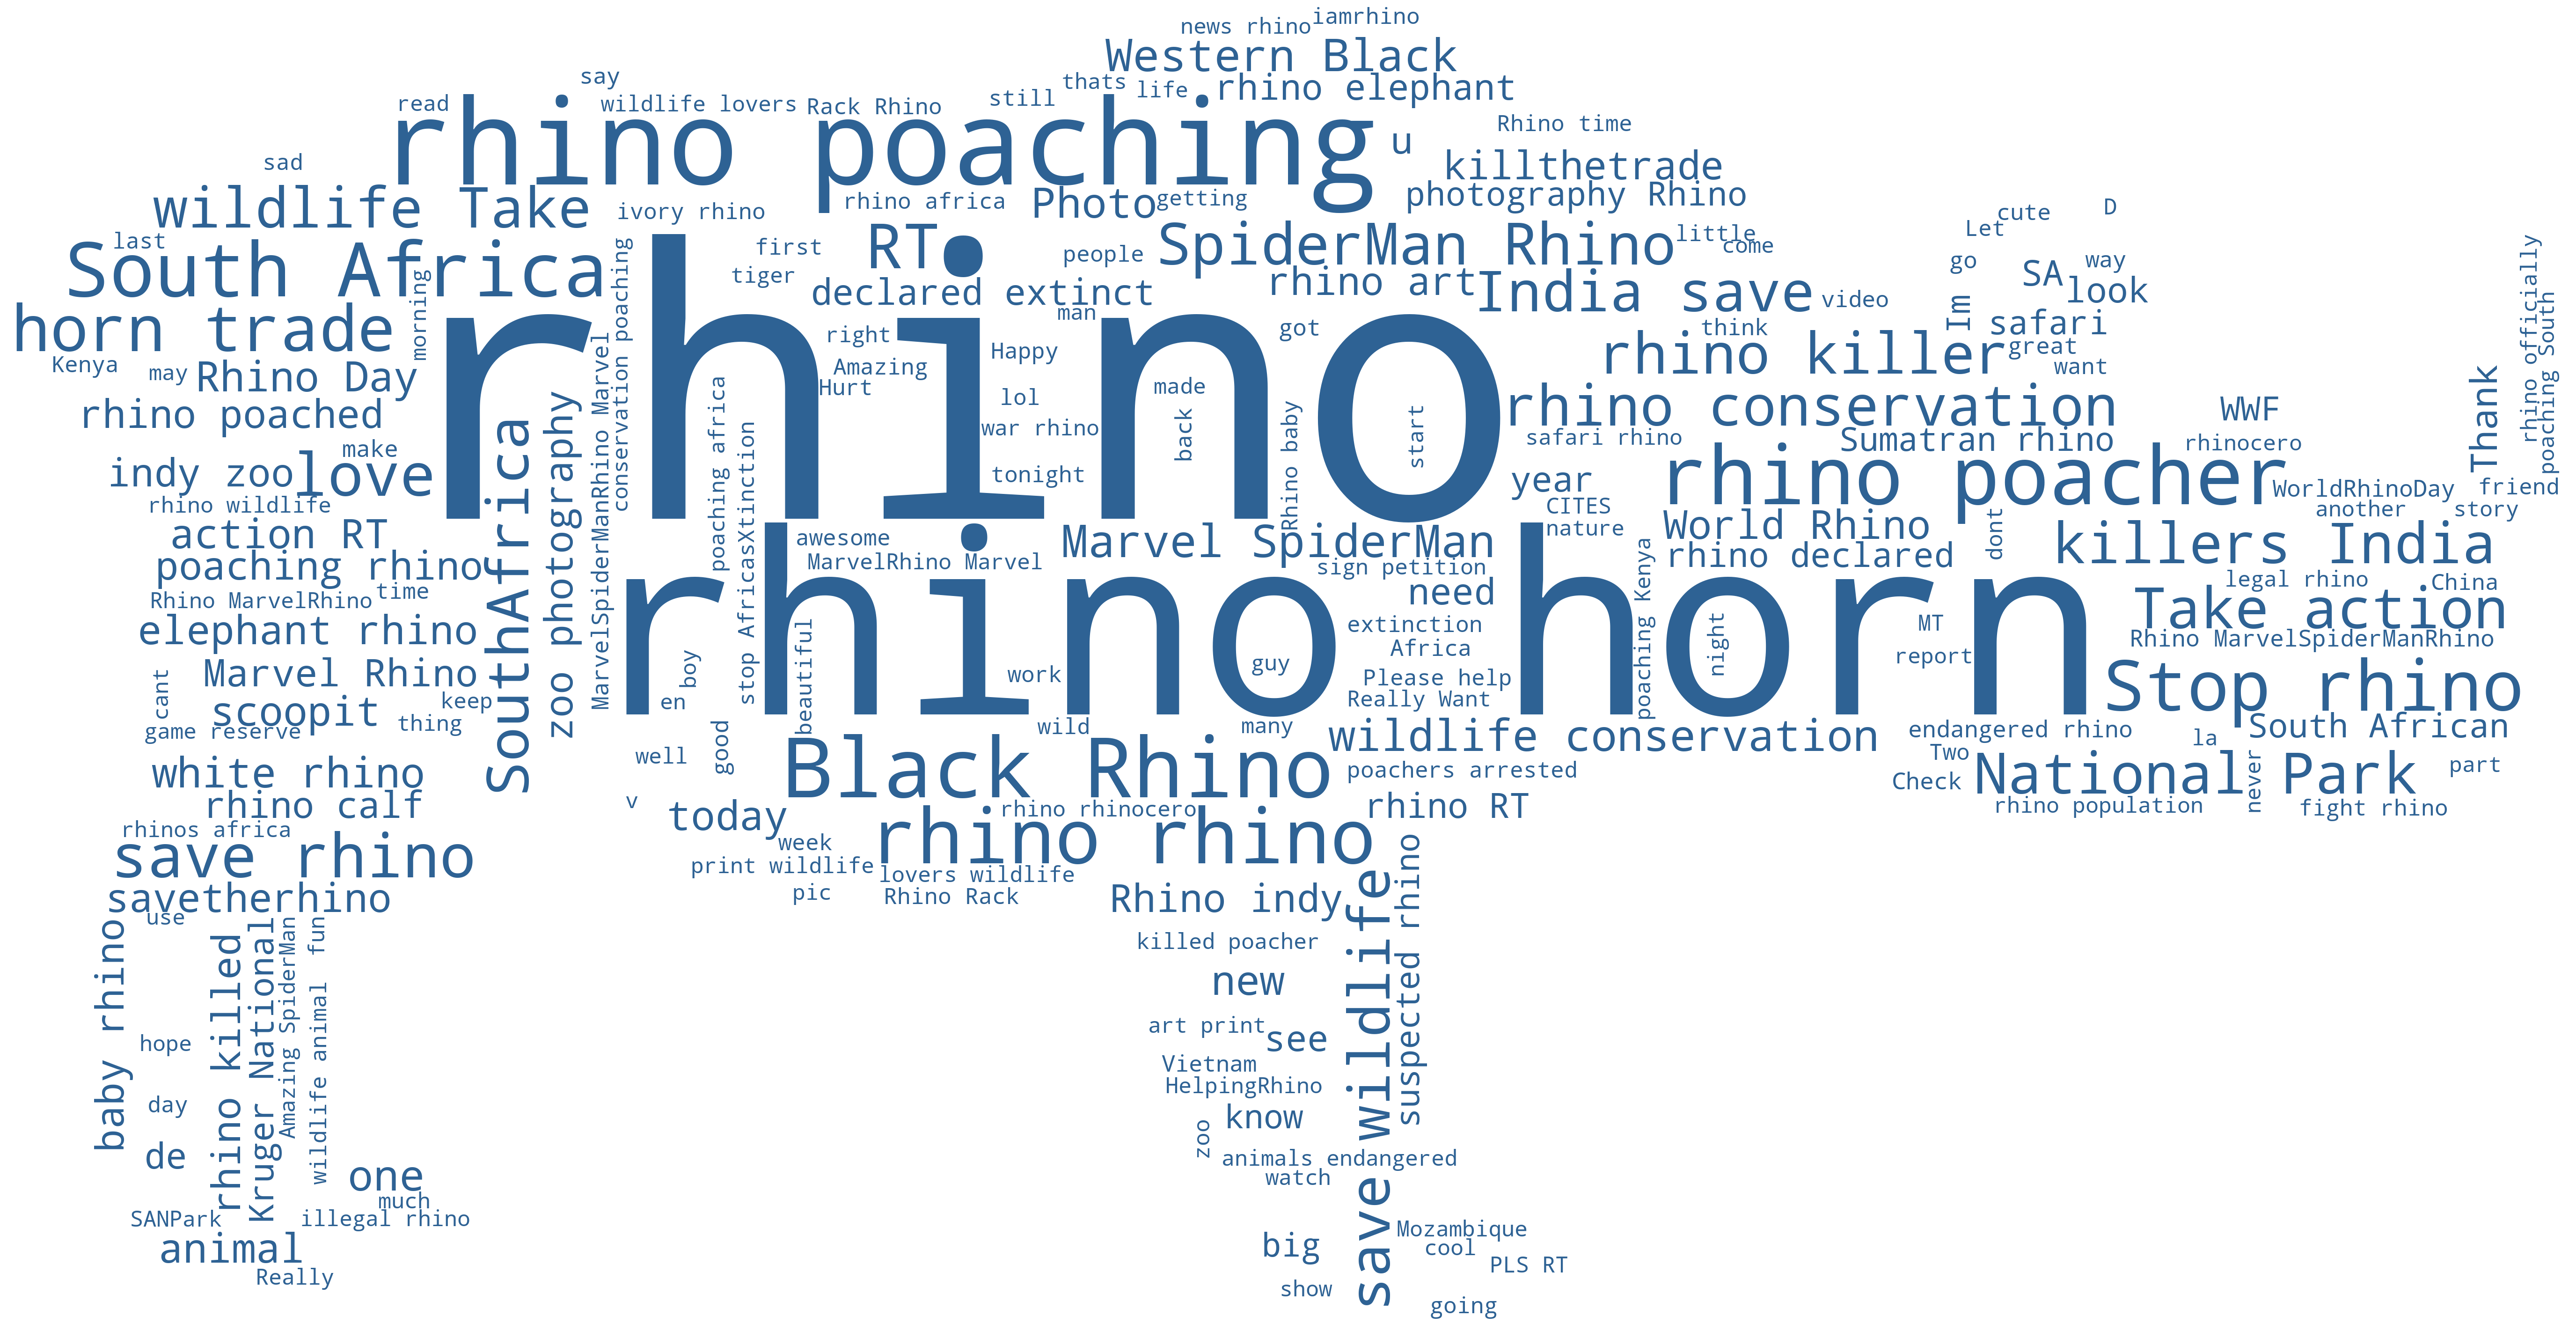 news rhino
iamrhino
Western Black
say
thats
life
rhino elephant
read
wildlife lovers
Rack Rhino
still
rhino poaching
u
Rhino time
sad
killthetrade
wildlife Take
ivory rhino
rhino africa
Photo
getting
photography Rhino
cute
D
last
South Africa
first
RT
people
SpiderMan Rhino
little
come
Let
tiger
go
SA
way
declared extinct
rhino art
India save
video
look
horn trade
morning
man
Im
safari
right
Happy
got
think
rhino killer
great
Kenya
may
Rhino Day
Amazing
Hurt
made
want
rhino
rhino poached
lol
rhino conservation
WWF
Thank
rhino officially
poaching South
war rhino
back
start
Rhino baby
safari rhino
Sumatran rhino
rhinocero
make
indy zoo
love
tonight
year
rhino poacher
WorldRhinoDay
friend
rhino wildlife
SouthAfrica
zoo photography
MarvelSpiderManRhino Marvel
conservation poaching
poaching africa
stop AfricasXtinction
CITES
nature
another
story
action RT
awesome
Marvel SpiderMan
World Rhino
dont
killers India
poaching rhino
MarvelRhino Marvel
sign petition
rhino declared
Rhino MarvelRhino
time
need
legal rhino
China
rhino horn
Take action
elephant rhino
beautiful
extinction
poaching Kenya
night
MT
Rhino MarvelSpiderManRhino
Africa
report
Marvel Rhino
boy
work
guy
Please help
Stop rhino
cant
keep
en
Really Want
scoopit
thing
game reserve
good
wild
many
wildlife conservation
endangered rhino
la
South African
well
Black Rhino
poachers arrested
Two
white rhino
Check
National Park
never
part
v
today
rhino rhinocero
rhino RT
rhino population
fight rhino
rhino calf
rhinos africa
week
rhino rhino
save rhino
print wildlife
lovers wildlife
suspected rhino
savetherhino
pic
Rhino Rack
Rhino indy
save wildlife
use
baby rhino
rhino killed
Kruger National
Amazing SpiderMan
fun
wildlife animal
killed poacher
new
art print
see
hope
Vietnam
HelpingRhino
day
know
zoo
de
animals endangered
one
watch
much
SANPark
illegal rhino
Mozambique
animal
big
cool
Really
PLS RT
show
going